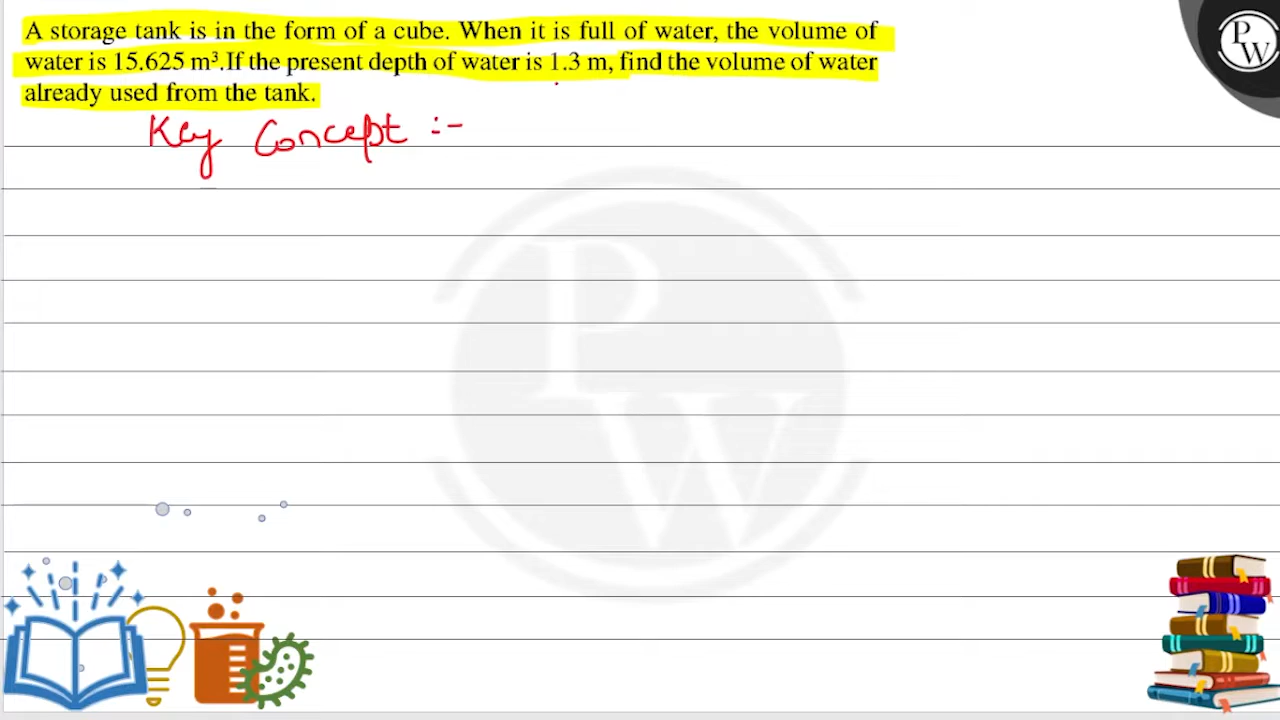 A storage tank is in the form of a cube. When it is full of water, the volume of
water is 15.625 m³.If the present depth of water is 1.3 m, find the volume of water
already used from the tank.
Key Concept :-
P
W
P
W